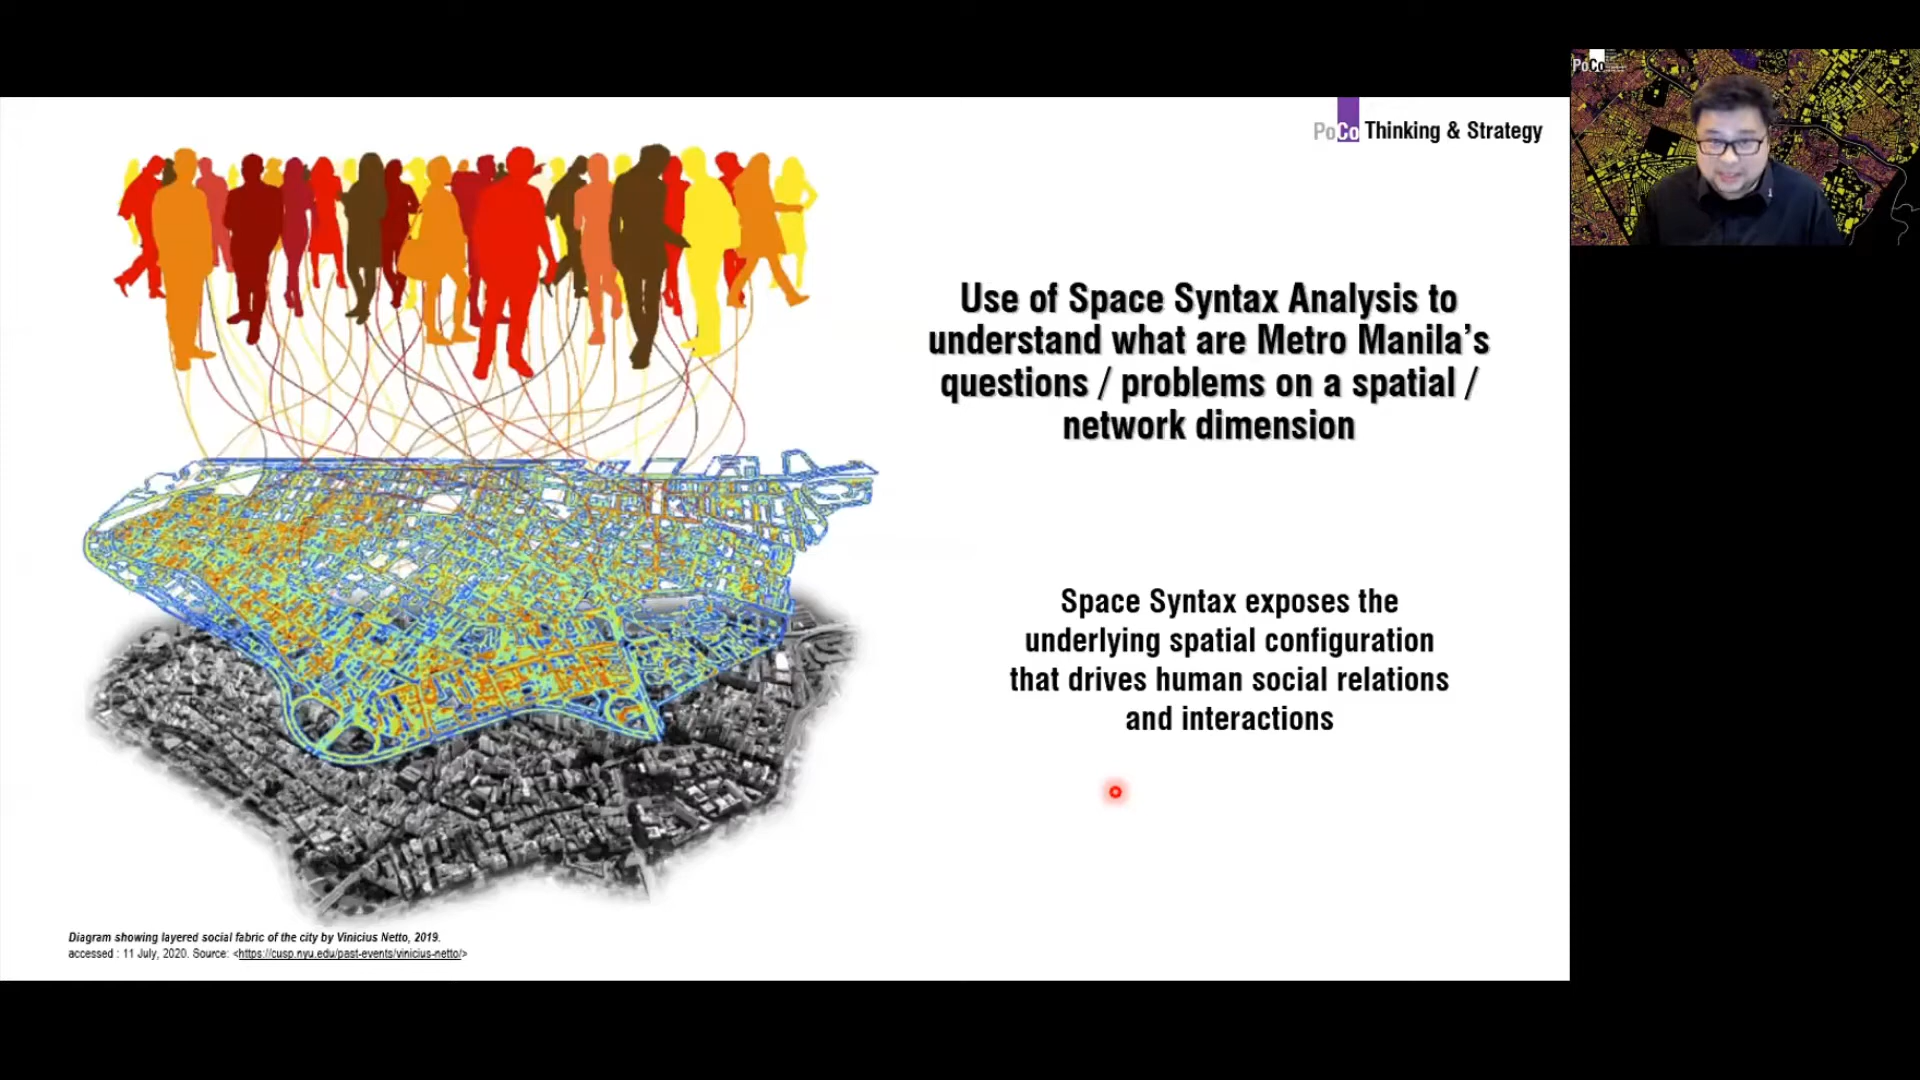 PoCo Thinking & Strategy
PoCo
Use of Space Syntax Analysis to
understand what are Metro Manila's
questions / problems on a spatial /
network dimension
Space Syntax exposes the
underlying spatial configuration
that drives human social relations
and interactions
Diagram showing layered social fabric of the city by Vinicius Netto, 2019.
accessed : 11 July, 2020. Source: <https://cusp.nyu.edu/past-events/vinicius-netto/>